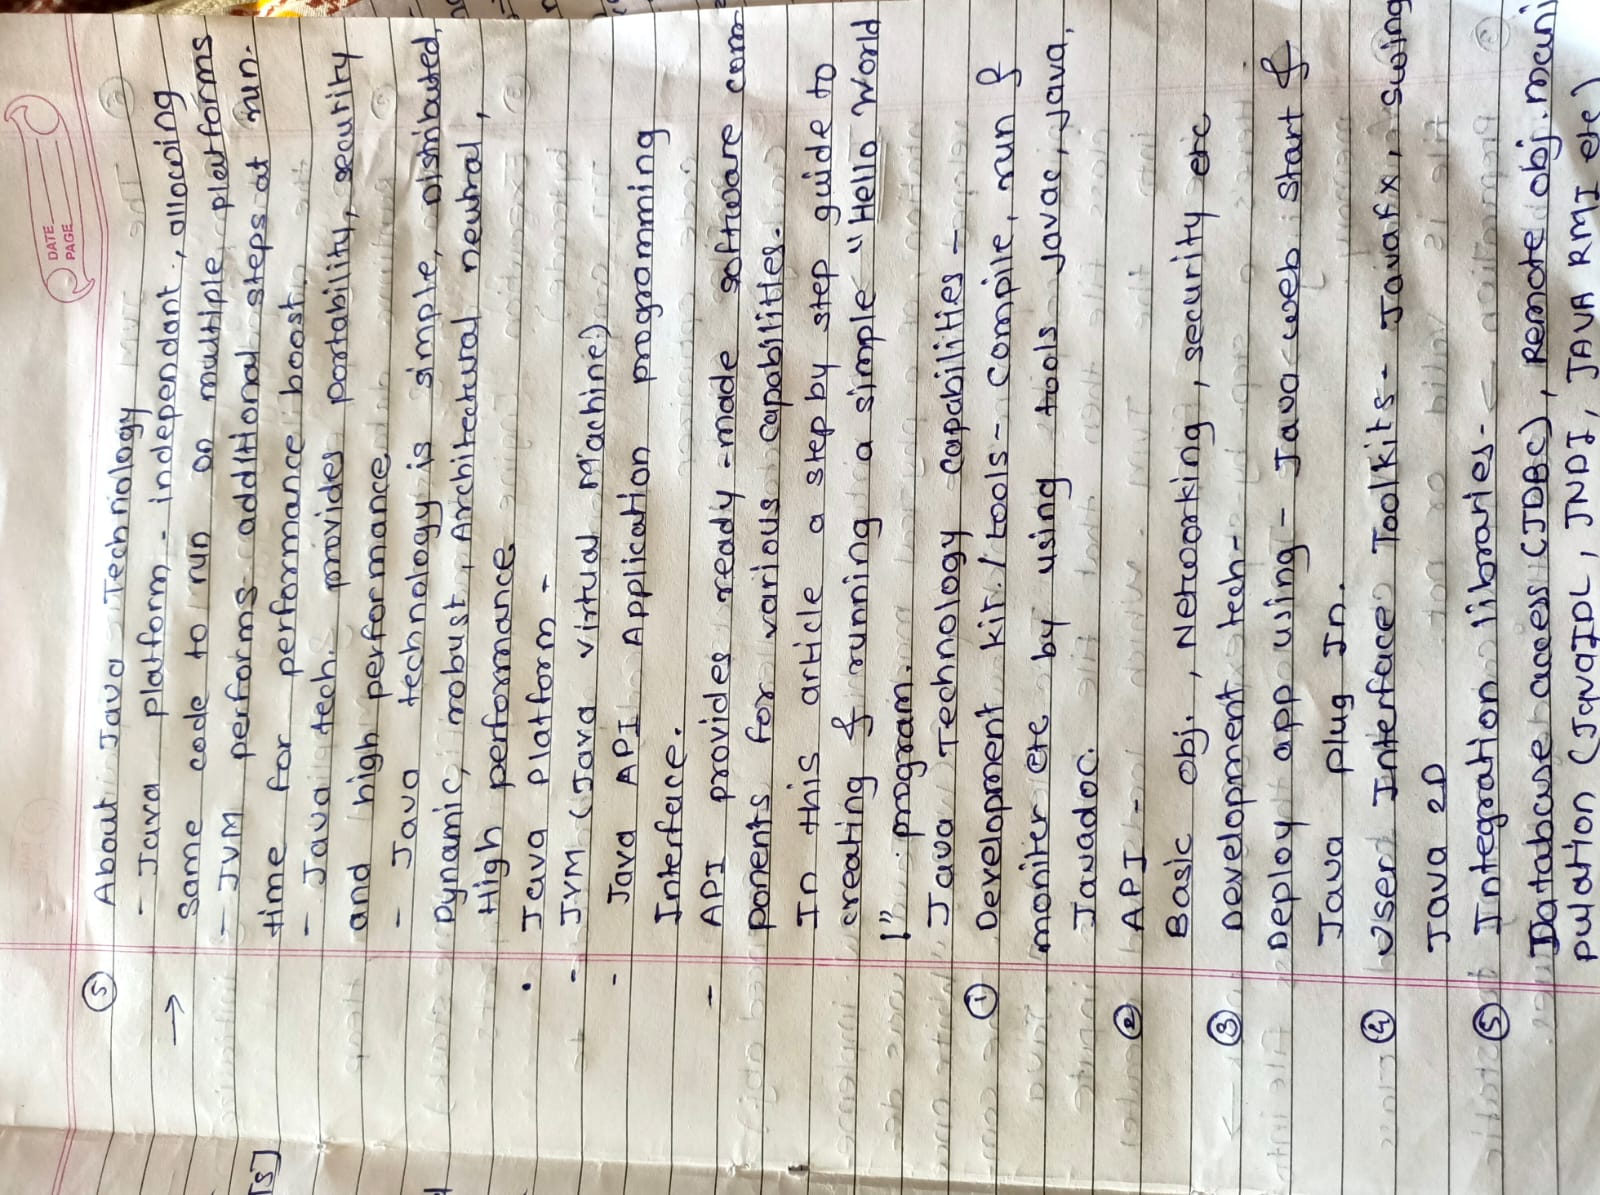 DATE
PAGE
⑤ About Java Technology
→ - Java platform - independant, allowing
same code to run on multiple platforms
- JVM performs additional steps at run.
time for performance boost.
- Java tech. provides portability, security
and high performance
- Java technology is simple, Distributed,
Dynamic, robust, Architectural neutral,
High performance
• Java Platform -
- JVM (Java Virtual Machine)
- Java API Application programming
Interface.
- API provides ready-made software com
ponents for various capabilities.
In this article a step by step guide to
creating & running a simple "Hello World
!" program.
Java Technology capabilities -
① Development kit / tools - compile, run &
moniter etc by using tools javac, java,
Javadoc.
② API -
Basic obj., Networking, security etc
③ Development tech -
Deploy app using - Java web start &
Java plug In.
④ User Interface Toolkits - Javafx, swing
Java 2D
⑤ Integration libraries -
Database access (JDBC), Remote obj. mani
pulation (JavaIDL, JNDI, JAVA RMI etc)